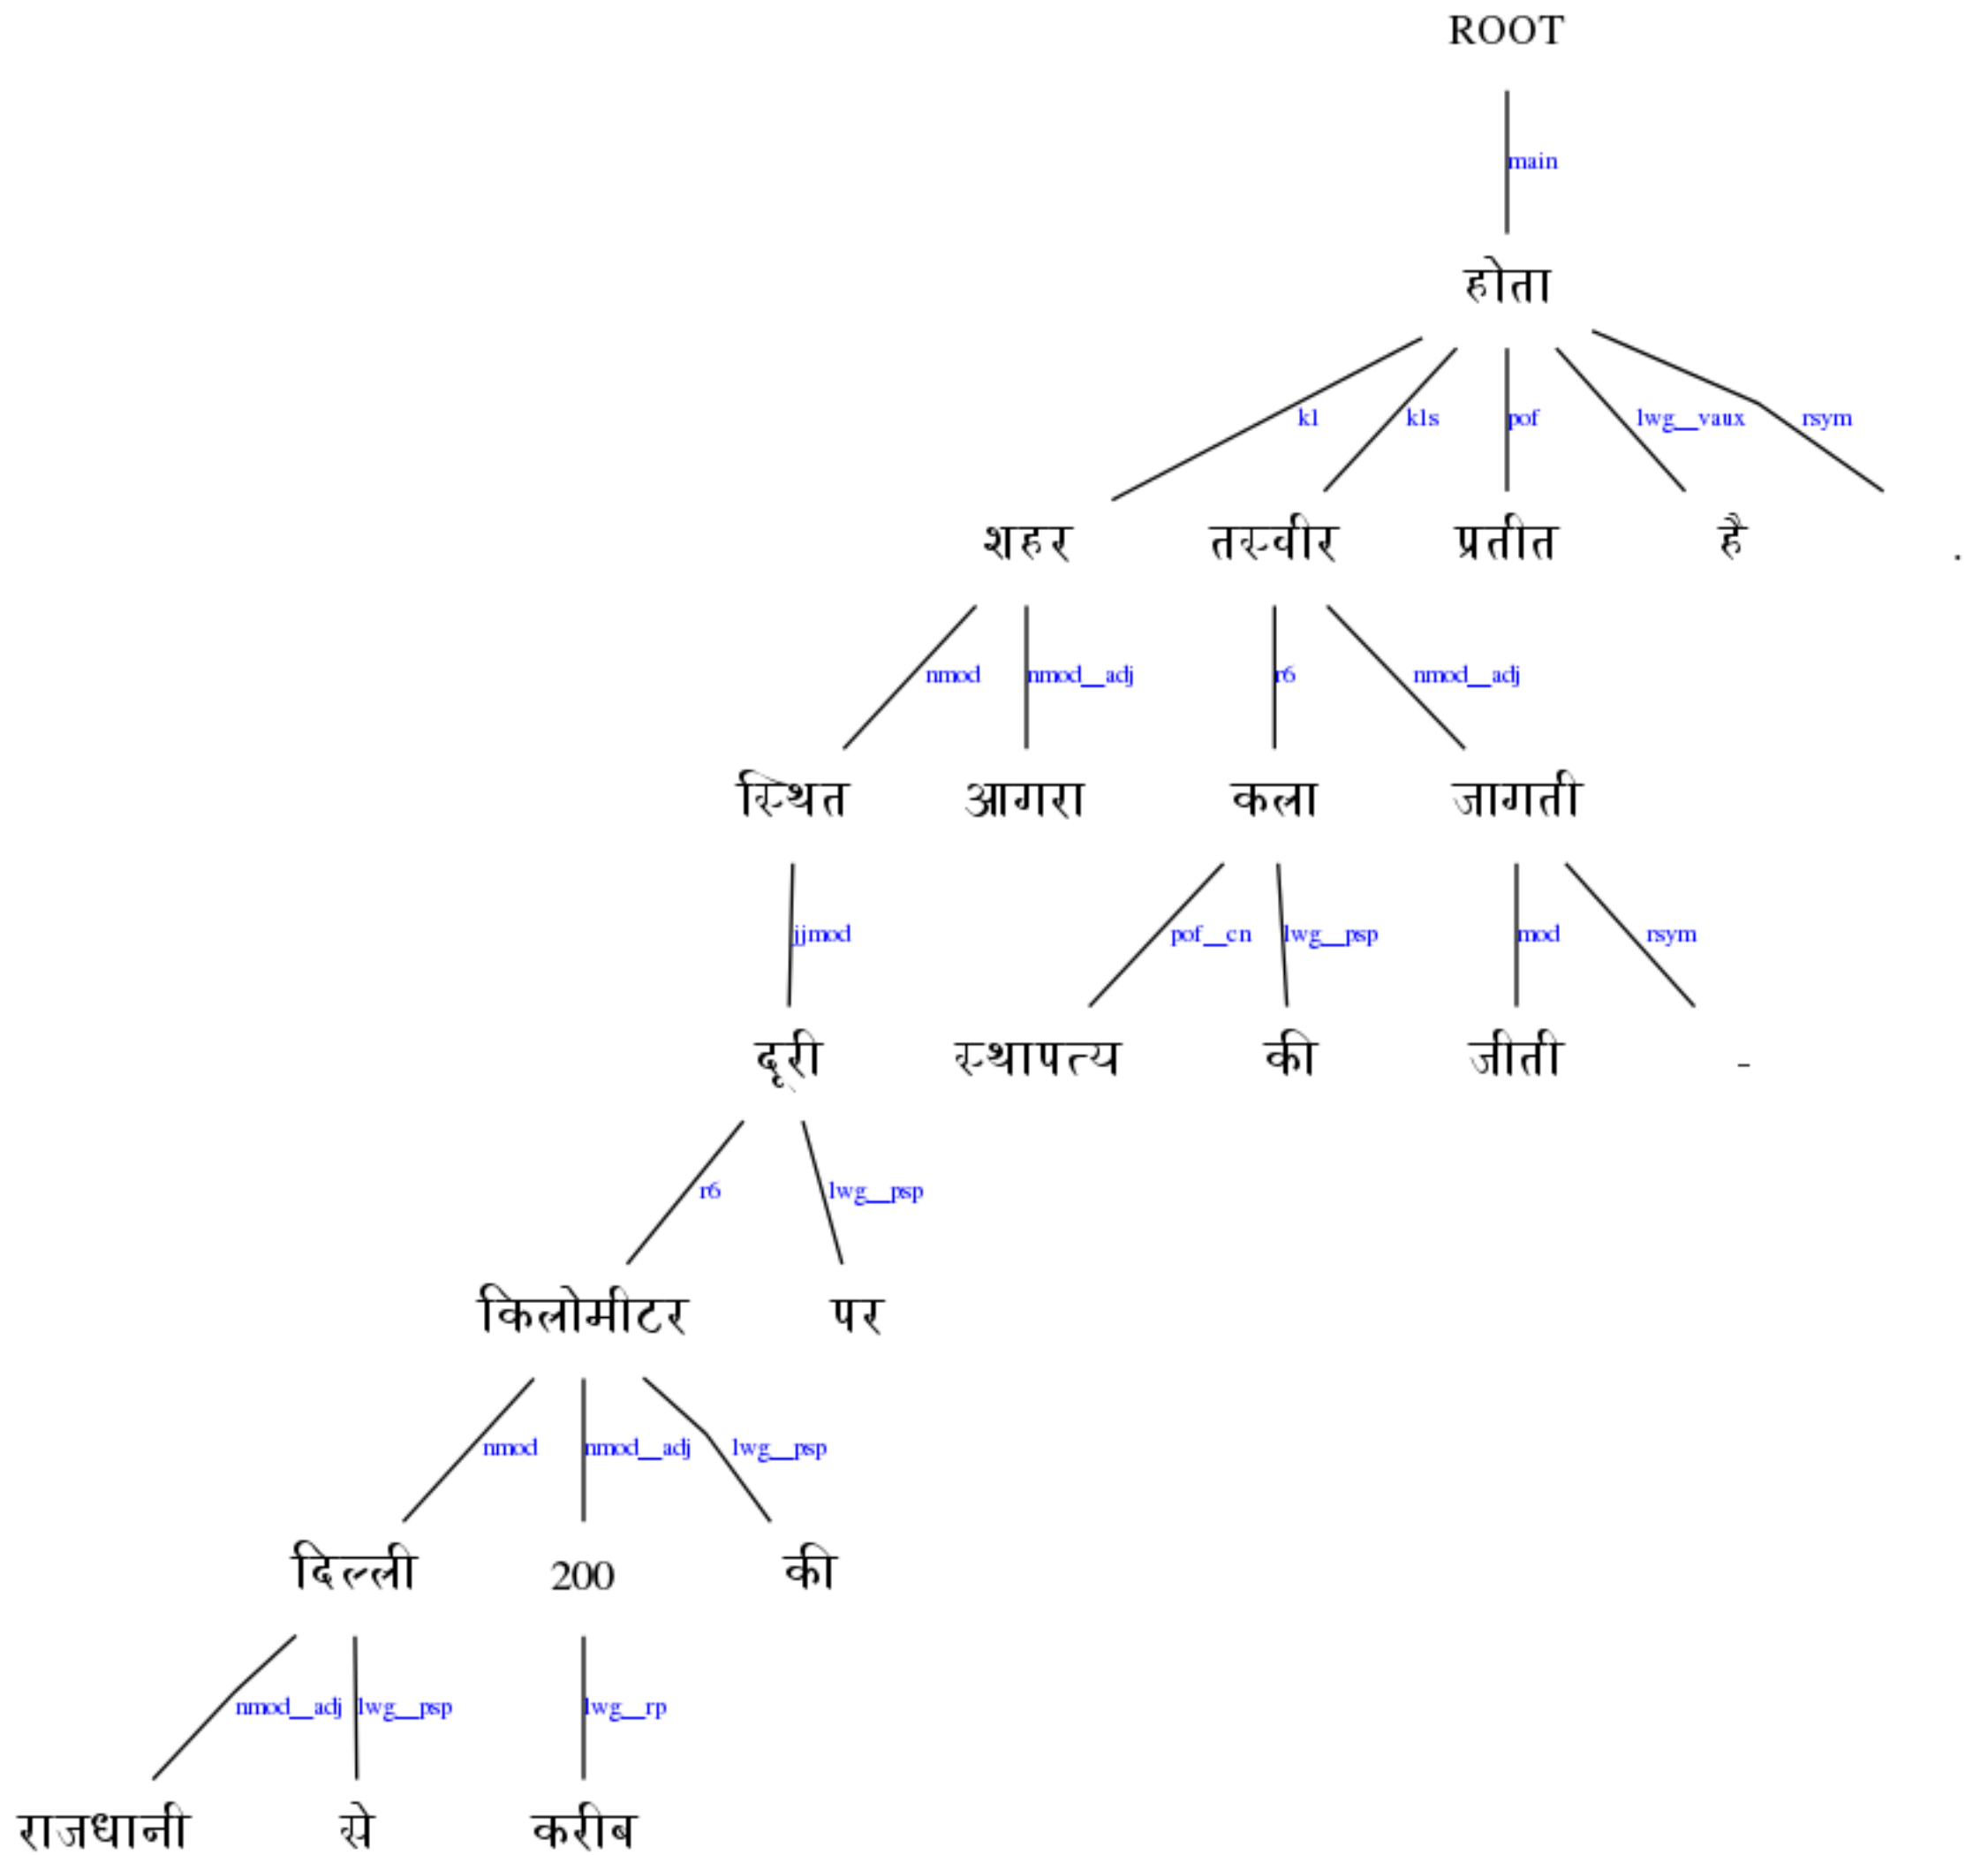 ROOT
main
होता
k1 k1s pof lwg__vaux rsym
शहर तस्वीर प्रतीत है .
nmod nmod__adj r6 nmod__adj
स्थित आगरा कला जागती
jjmod pof__cn lwg__psp mod rsym
दूरी स्थापत्य की जीती -
r6 lwg__psp
किलोमीटर पर
nmod nmod__adj lwg__psp
दिल्ली 200 की
nmod__adj lwg__psp lwg__rp
राजधानी से करीब